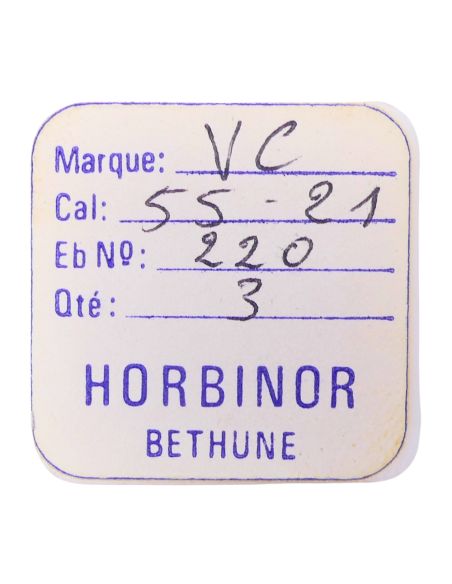 Marque: VC
Cal: 55-21
Eb Nº: 220
Qté: 3
HORBINOR
BETHUNE